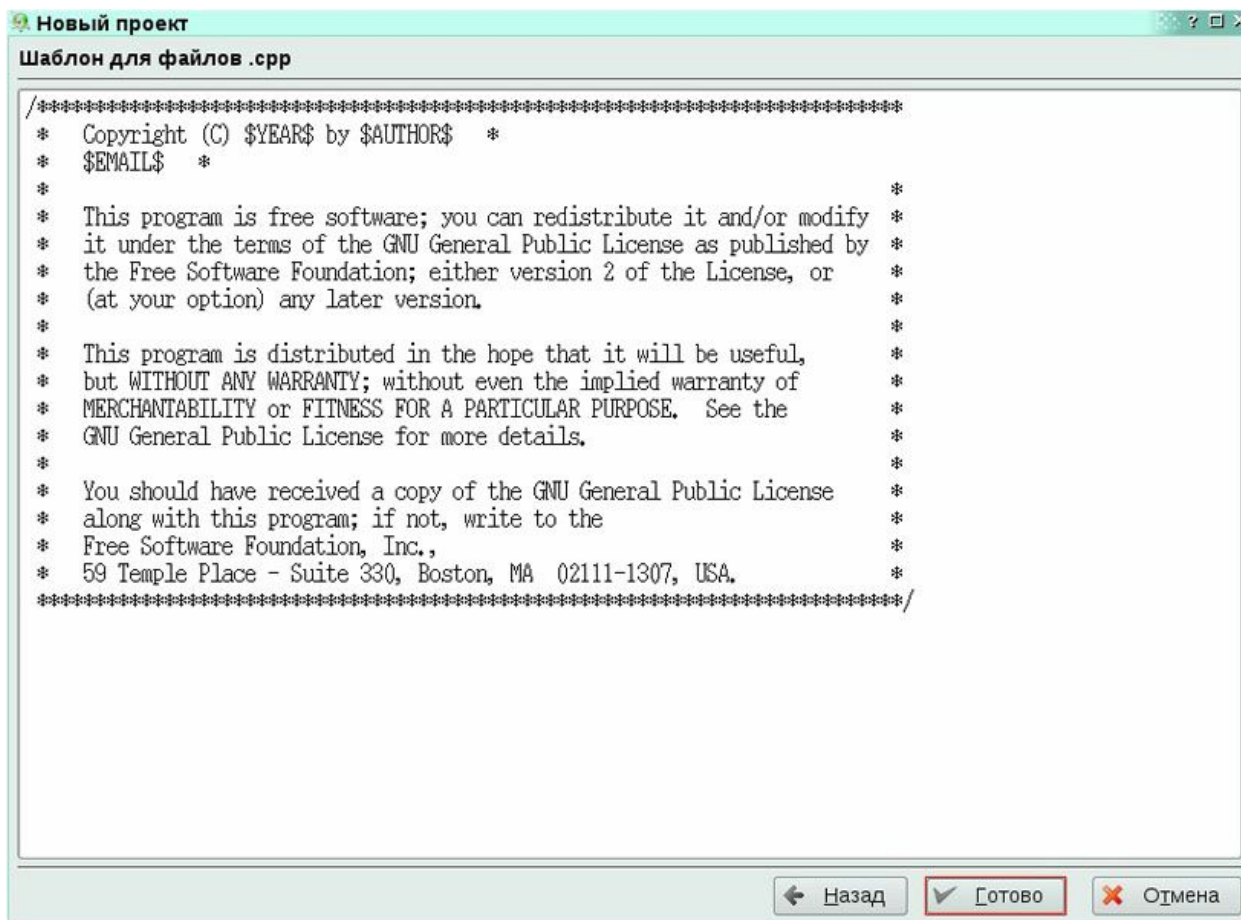 Новый проект
Шаблон для файлов .cpp
/***************************************************************************
*   Copyright (C) $YEAR$ by $AUTHOR$   *
*   $EMAIL$   *
*                                                                         *
*   This program is free software; you can redistribute it and/or modify  *
*   it under the terms of the GNU General Public License as published by  *
*   the Free Software Foundation; either version 2 of the License, or     *
*   (at your option) any later version.                                   *
*                                                                         *
*   This program is distributed in the hope that it will be useful,       *
*   but WITHOUT ANY WARRANTY; without even the implied warranty of        *
*   MERCHANTABILITY or FITNESS FOR A PARTICULAR PURPOSE.  See the         *
*   GNU General Public License for more details.                          *
*                                                                         *
*   You should have received a copy of the GNU General Public License     *
*   along with this program; if not, write to the                         *
*   Free Software Foundation, Inc.,                                       *
*   59 Temple Place - Suite 330, Boston, MA  02111-1307, USA.             *
***************************************************************************/
Назад Готово Отмена